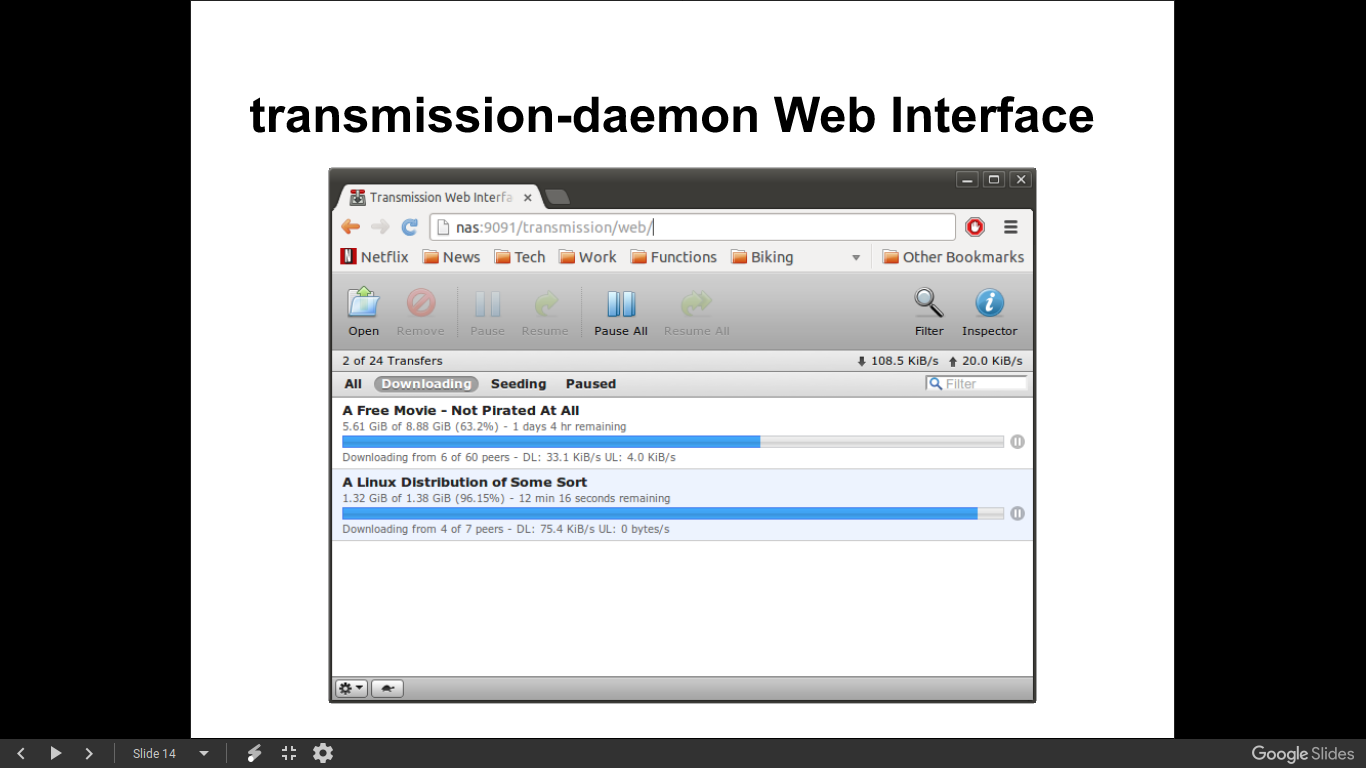 transmission-daemon Web Interface
Transmission Web Interfa
nas:9091/transmission/web/
Netflix News Tech Work Functions Biking Other Bookmarks
Open Remove Pause Resume Pause All Resume All Filter Inspector
2 of 24 Transfers 108.5 KiB/s 20.0 KiB/s
All Downloading Seeding Paused Filter
A Free Movie - Not Pirated At All
5.61 GiB of 8.88 GiB (63.2%) - 1 days 4 hr remaining
Downloading from 6 of 60 peers - DL: 33.1 KiB/s UL: 4.0 KiB/s
A Linux Distribution of Some Sort
1.32 GiB of 1.38 GiB (96.15%) - 12 min 16 seconds remaining
Downloading from 4 of 7 peers - DL: 75.4 KiB/s UL: 0 bytes/s
Slide 14 Google Slides